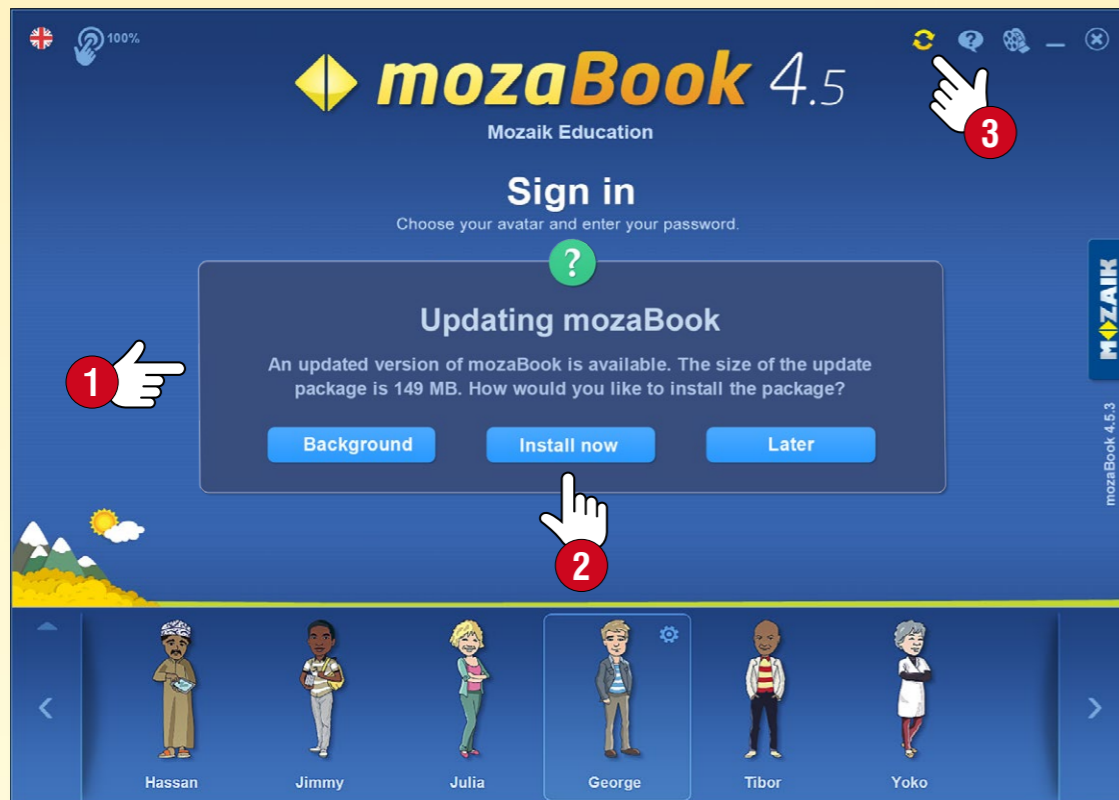 100%
mozaBook 4.5
Mozaik Education
3
Sign in
Choose your avatar and enter your password.
?
Updating mozaBook
An updated version of mozaBook is available. The size of the update
package is 149 MB. How would you like to install the package?
1
Background
Install now
Later
2
MOZAIK
mozaBook 4.5.3
Hassan
Jimmy
Julia
George
Tibor
Yoko